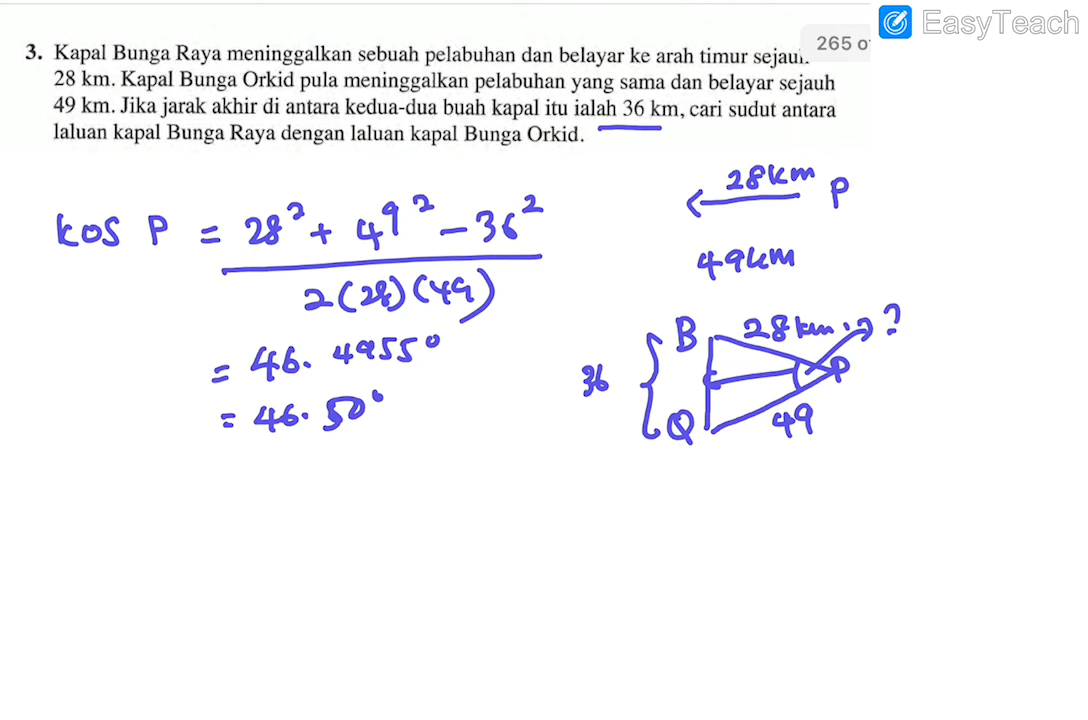 EasyTeach
265 o
3. Kapal Bunga Raya meninggalkan sebuah pelabuhan dan belayar ke arah timur sejauh
28 km. Kapal Bunga Orkid pula meninggalkan pelabuhan yang sama dan belayar sejauh
49 km. Jika jarak akhir di antara kedua-dua buah kapal itu ialah 36 km, cari sudut antara
laluan kapal Bunga Raya dengan laluan kapal Bunga Orkid.
28km P
kos P = 28² + 49² - 36²
2(28)(49)
49km
B 28km ?
= 46.4955°
36 P
= 46.50°
Q 49